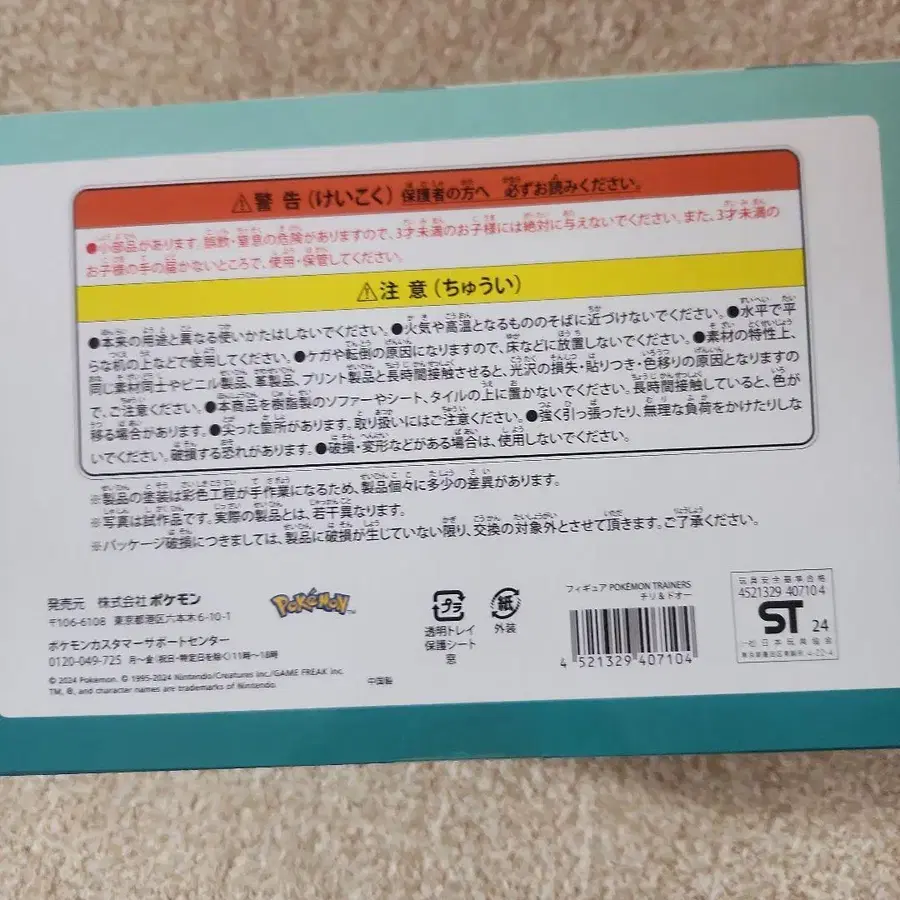 ⚠警告(けいこく) 保護者の方へ 必ずお読みください。
●小部品があります。誤飲・窒息の危険がありますので、3才未満のお子様には絶対に与えないでください。また、3才未満の
お子様の手の届かないところで、使用・保管してください。
⚠注意(ちゅうい)
●本来の用途と異なる使いかたはしないでください。●火気や高温となるもののそばに近づけないでください。●水平で平
らな机の上などで使用してください。●ケガや転倒の原因になりますので、床などに放置しないでください。●素材の特性上、
同じ素材同士やビニル製品、革製品、プリント製品と長時間接触させると、光沢の損失・貼りつき・色移りの原因となりますの
で、ご注意ください。●本商品を樹脂製のソファーやシート、タイルの上に置かないでください。長時間接触していると、色が
移る場合があります。●尖った箇所があります。取り扱いにはご注意ください。●強く引っ張ったり、無理な負荷をかけたりしな
いでください。破損する恐れがあります。●破損・変形などがある場合は、使用しないでください。
※製品の塗装は彩色工程が手作業になるため、製品個々に多少の差異があります。
※写真は試作品です。実際の製品とは、若干異なります。
※パッケージ破損につきましては、製品に破損が生じていない限り、交換の対象外とさせて頂きます。ご了承ください。
発売元 株式会社ポケモン
〒106-6108 東京都港区六本木6-10-1
ポケモンカスタマーサポートセンター
0120-049-725 月〜金(祝日・特定日を除く)11時〜18時
© 2024 Pokémon. © 1995-2024 Nintendo/Creatures inc./GAME FREAK inc.
TM, ®, and character names are trademarks of Nintendo.
中国製
POKéMON
プラ
透明トレイ
保護シート
窓
紙
外装
フィギュア POKÉMON TRAINERS
チリ&ドオー
4 521329 407104
玩具安全基準合格
4521329 40710 4
ST 24
一般社団法人日本玩具協会